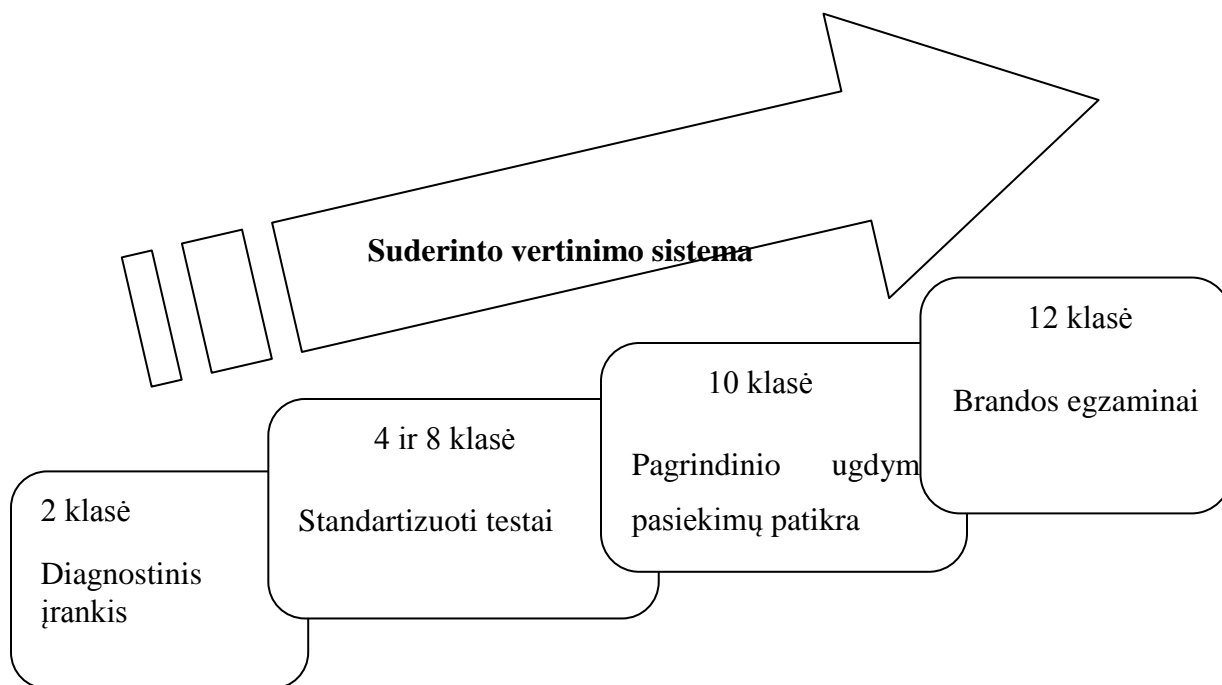 Suderinto vertinimo sistema
12 klasė
Brandos egzaminai
10 klasė
Pagrindinio ugdym
pasiekimų patikra
4 ir 8 klasė
Standartizuoti testai
2 klasė
Diagnostinis
įrankis